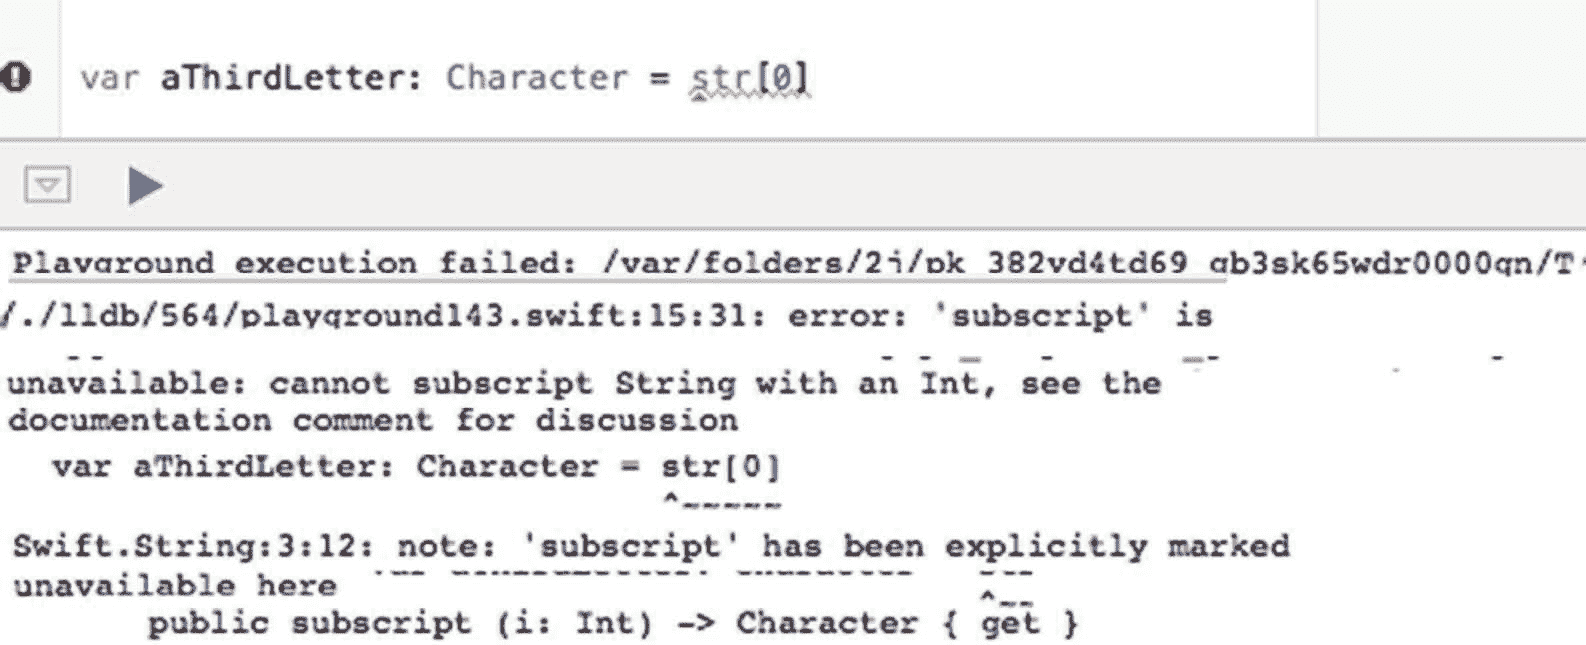 var aThirdLetter: Character = str[0]
Playground execution failed: /var/folders/2j/pk_382vd4td69_gb3sk65wdr0000gn/T
/./lldb/564/playground143.swift:15:31: error: 'subscript' is
unavailable: cannot subscript String with an Int, see the
documentation comment for discussion
var aThirdLetter: Character = str[0]
^~~~~~
Swift.String:3:12: note: 'subscript' has been explicitly marked
unavailable here
public subscript (i: Int) -> Character { get }